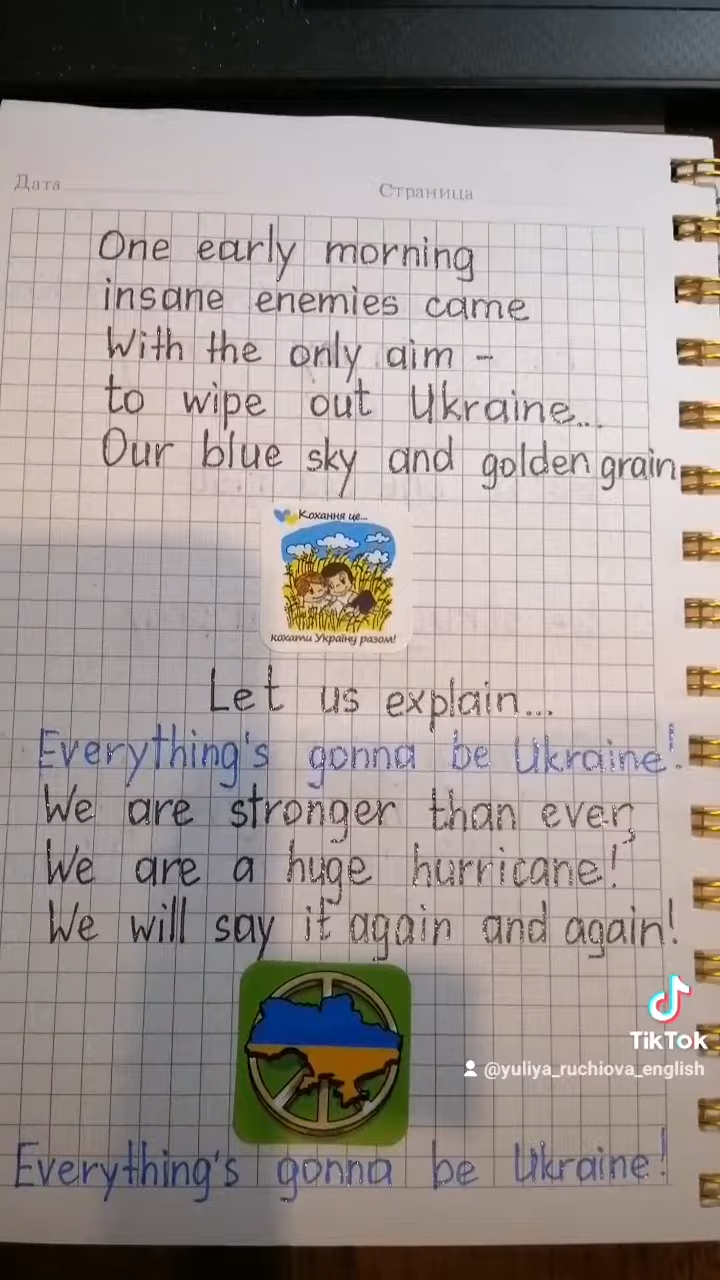 Дата
Страница
One early morning
insane enemies came
With the only aim -
to wipe out Ukraine...
Our blue sky and golden grain
Кохання це...
кохати Україну разом!
Let us explain...
Everything's gonna be Ukraine!
We are stronger than ever,
We are a huge hurricane!
We will say it again and again!
TikTok
@yuliya_ruchiova_english
Everything's gonna be Ukraine!